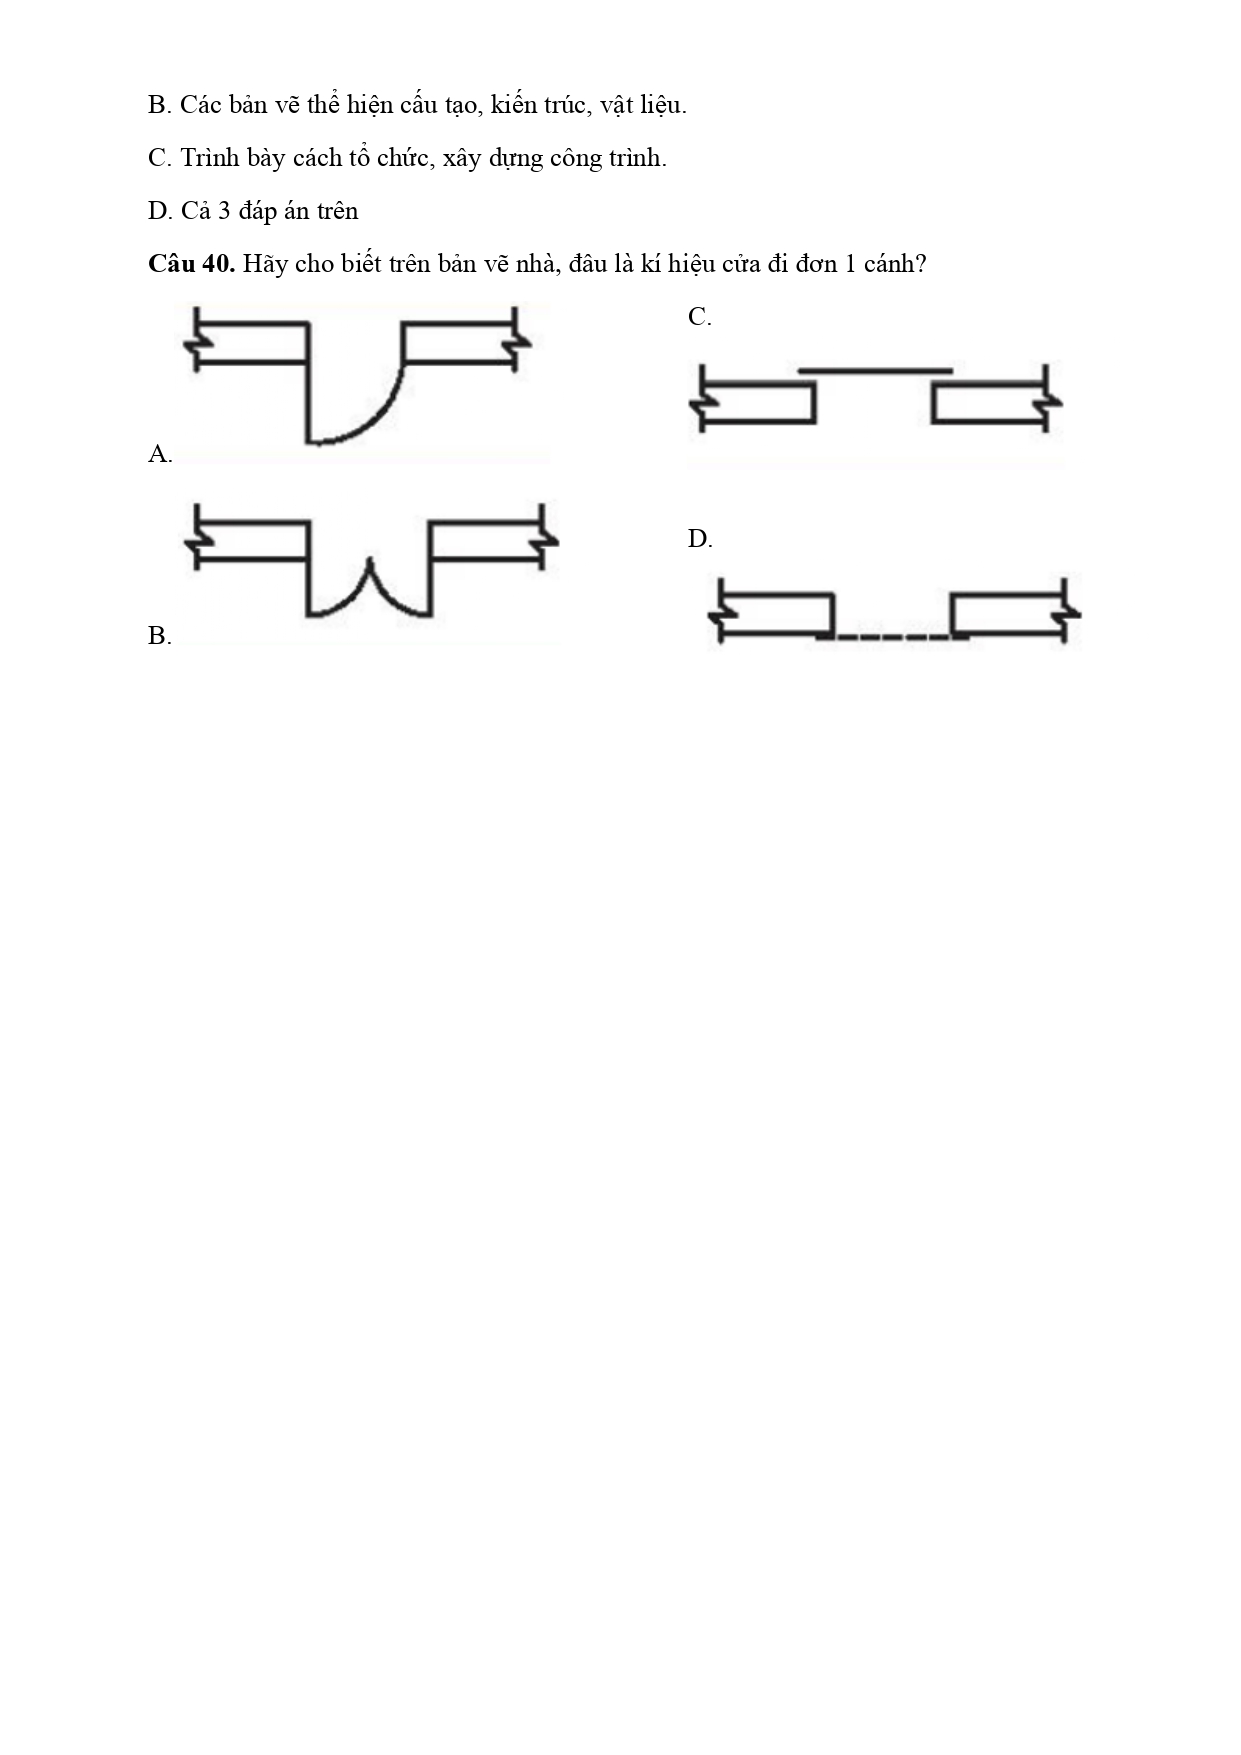 B. Các bản vẽ thể hiện cấu tạo, kiến trúc, vật liệu.
C. Trình bày cách tổ chức, xây dựng công trình.
D. Cả 3 đáp án trên
Câu 40. Hãy cho biết trên bản vẽ nhà, đâu là kí hiệu cửa đi đơn 1 cánh?
A.
B.
C.
D.